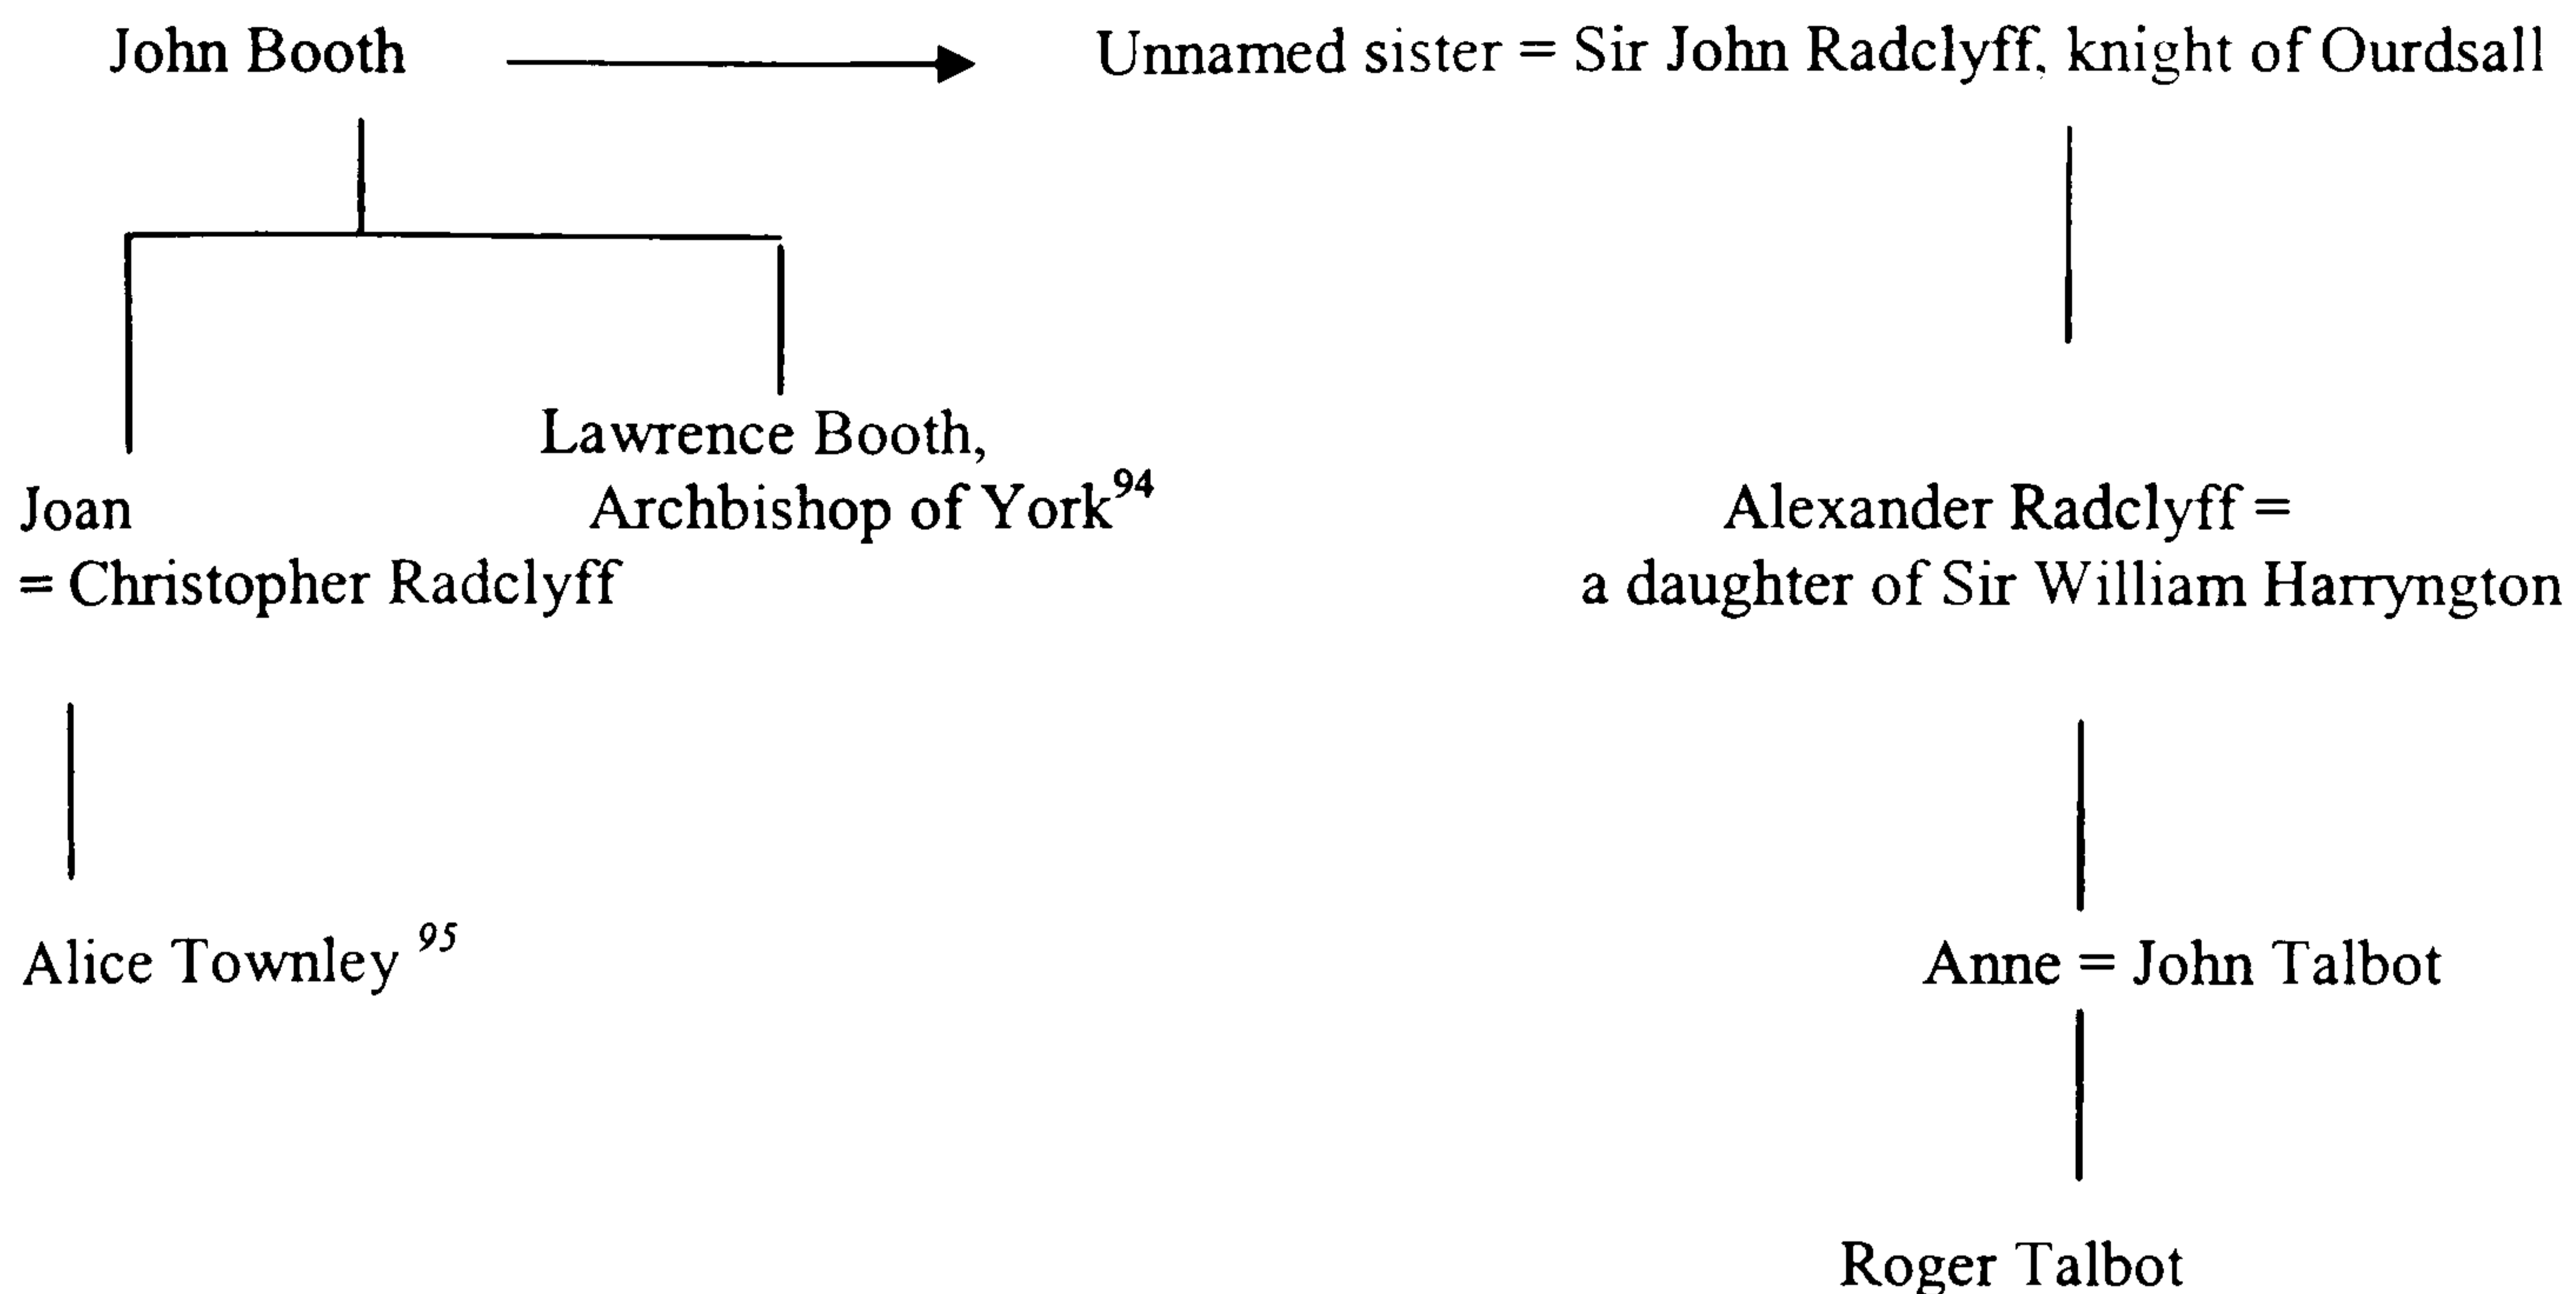 John Booth
Unnamed sister = Sir John Radclyff, knight of Ourdsall
Lawrence Booth,
Archbishop of York94
Joan
= Christopher Radclyff
Alexander Radclyff =
a daughter of Sir William Harryngton
Alice Townley 95
Anne = John Talbot
Roger Talbot